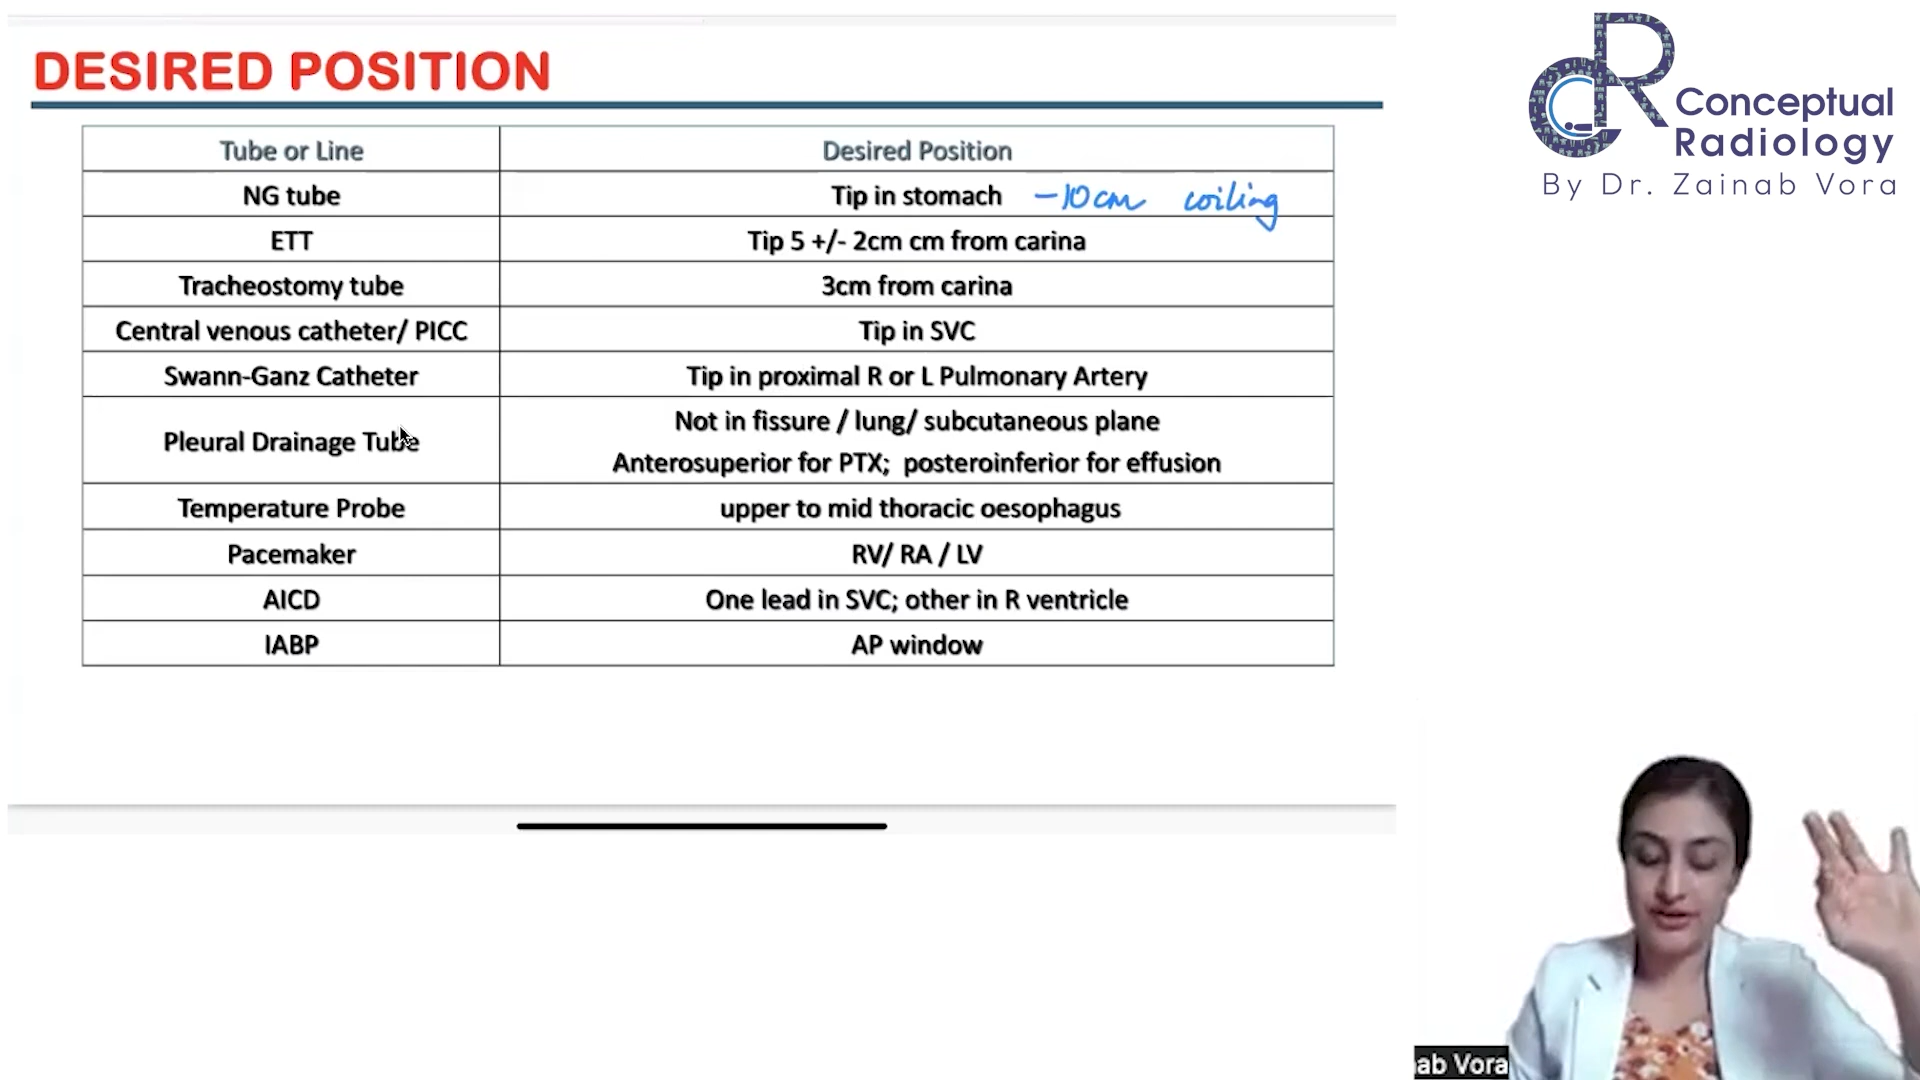 DESIRED POSITION
Tube or Line Desired Position
NG tube Tip in stomach -10cm coiling
ETT Tip 5 +/- 2cm cm from carina
Tracheostomy tube 3cm from carina
Central venous catheter/ PICC Tip in SVC
Swann-Ganz Catheter Tip in proximal R or L Pulmonary Artery
Pleural Drainage Tube Not in fissure / lung/ subcutaneous plane
Anterosuperior for PTX; posteroinferior for effusion
Temperature Probe upper to mid thoracic oesophagus
Pacemaker RV/ RA / LV
AICD One lead in SVC; other in R ventricle
IABP AP window
CR Conceptual
Radiology
By Dr. Zainab Vora
ab Vora